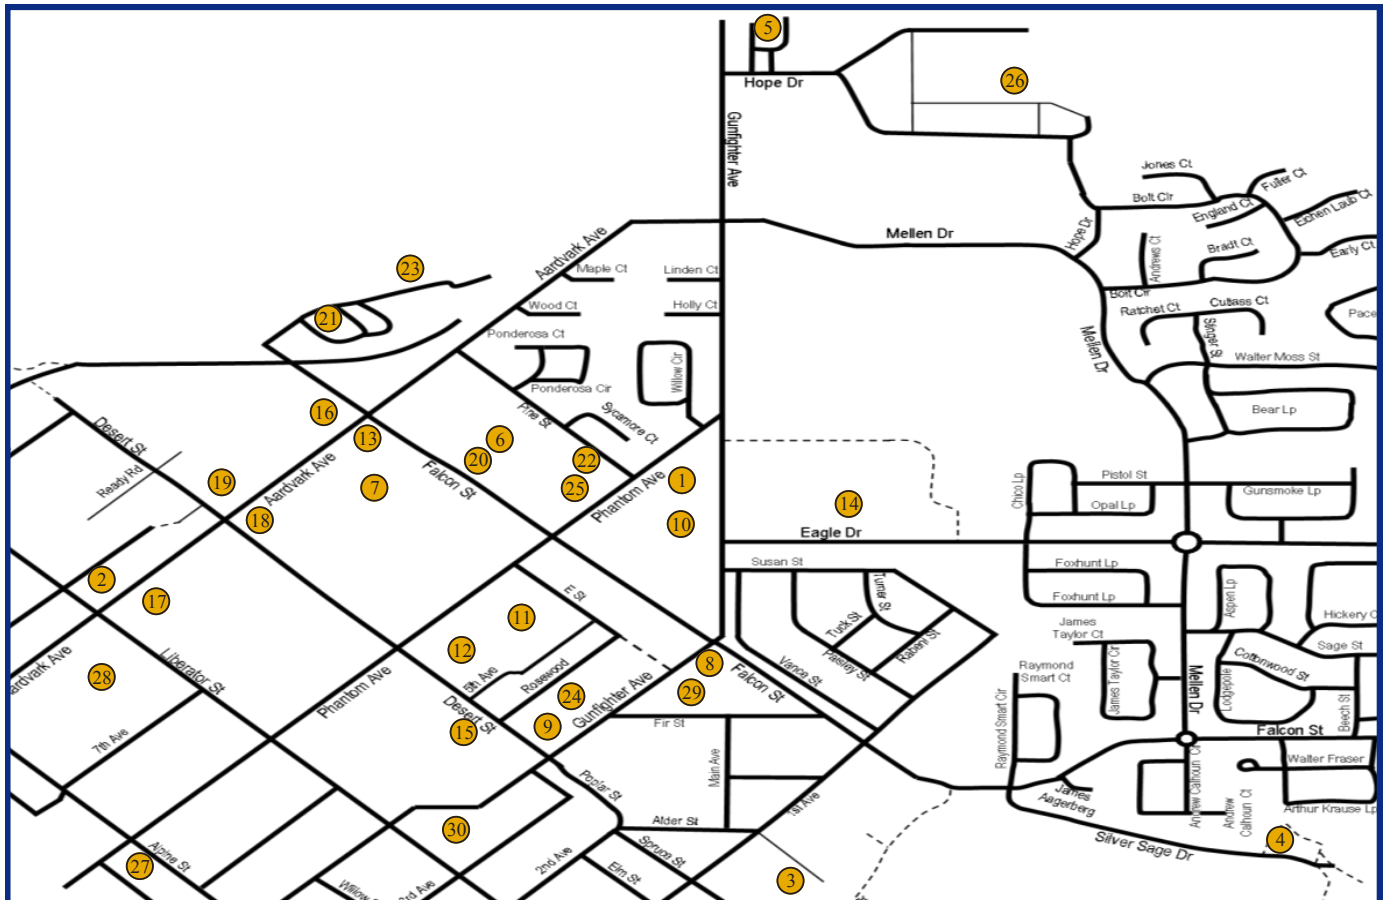 5
Hope Dr
26
Gunfighter Ave
Jones Ct
Fuller Ct
Bolt Cir
England Ct
Eichen Laub Ct
Hope Dr
Mellen Dr
Andrews Ct
Bradt Ct
Early Ct
Aardvark Ave
23
Maple Ct
Linden Ct
Bolt Cir
Wood Ct
Holly Ct
Ratchet Ct
Cutlass Ct
21
Pace
Ponderosa Ct
Mellen Dr
Slinger St
Walter Moss St
Willow Cir
Ponderosa Cir
16
Pine St
Sycamore Ct
Bear Lp
Desert St
13
6
20
22
Falcon St
Ready Rd
Aardvark Ave
19
7
25
Phantom Ave
1
Chico Lp
Pistol St
Gunsmoke Lp
14
Opal Lp
18
10
Eagle Dr
Susan St
Foxhunt Lp
2
17
E St
Turner St
Foxhunt Lp
Aspen Lp
11
Tuck St
James
Taylor Ct
Hickery C
12
Raben St
Sage St
ardvark Ave
Liberator St
5th Ave
Rosewood
8
Falcon St
Vance St
Pasley St
Raymond
Smart Ct
James Taylor Cir
Cottonwood St
28
Phantom Ave
24
29
Mellen Dr
Lodgepole
Beech St
Desert St
Gunfighter Ave
7th Ave
15
9
Fir St
Raymond Smart Cir
Falcon St
Main Ave
Walter Fraser
Poplar St
1st Ave
James
Aagerberg
Andrew Calhoun Ct
Andrew
Calhoun Ct
Arthur Krause Lp
30
Alder St
Silver Sage Dr
4
Alpine St
27
2nd Ave
Spruce St
Elm St
3
Willow
3rd Ave